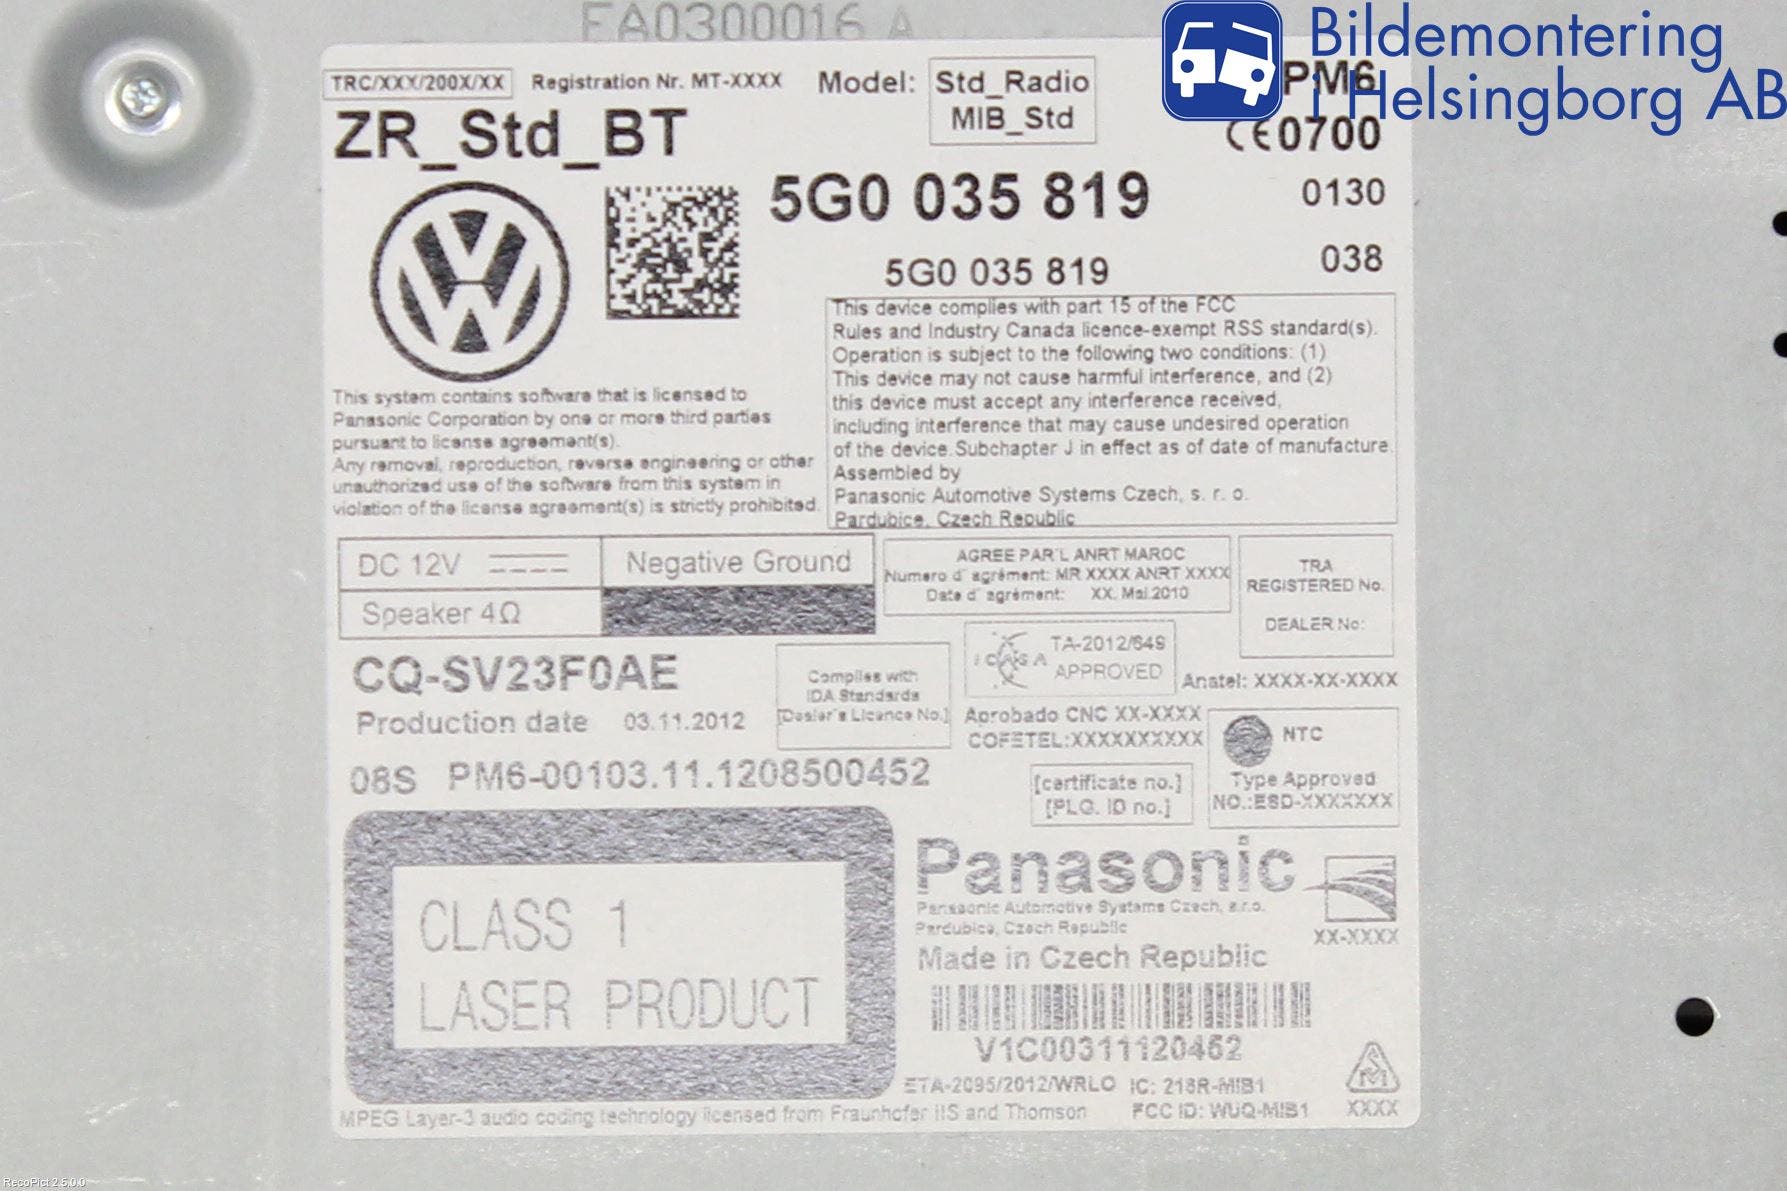 FA0300016 A
Bildemontering
i Helsingborg AB
TRC/XXX/200X/XX
Registration Nr. MT-XXXX
Model:
Std_Radio
MIB_Std
PM6
ZR_Std_BT
CE0700
5G0 035 819
0130
5G0 035 819
038
This device complies with part 15 of the FCC
Rules and Industry Canada licence-exempt RSS standard(s).
Operation is subject to the following two conditions: (1)
This device may not cause harmful interference, and (2)
this device must accept any interference received,
including interference that may cause undesired operation
of the device.Subchapter J in effect as of date of manufacture.
Assembled by
Panasonic Automotive Systems Czech, s. r. o.
Pardubice, Czech Republic
This system contains software that is licensed to
Panasonic Corporation by one or more third parties
pursuant to license agreement(s).
Any removal, reproduction, reverse engineering or other
unauthorized use of the software from this system in
violation of the license agreement(s) is strictly prohibited.
DC 12V
Negative Ground
Speaker 4Ω
AGREE PAR'L ANRT MAROC
Numero d´agrément: MR XXXX ANRT XXXX
Date d´agrément: XX. Mai.2010
TRA
REGISTERED No.
DEALER No:
CQ-SV23F0AE
Production date 03.11.2012
Complies with
IDA Standards
[Dealer's Licence No.]
ICASA
TA-2012/649
APPROVED
Anatel: XXXX-XX-XXXX
Aprobado CNC XX-XXXX
COFETEL:XXXXXXXXXX
NTC
Type Approved
NO.:ESD-XXXXXXX
08S PM6-00103.11.1208500452
[certificate no.]
[PLG. ID no.]
CLASS 1
LASER PRODUCT
Panasonic
Panasonic Automotive Systems Czech, s.r.o.
Pardubice, Czech Republic
XX-XXXX
Made in Czech Republic
V1C00311120452
ETA-2095/2012/WRLO IC: 216R-MIB1
MPEG Layer-3 audio coding technology licensed from Fraunhofer IIS and Thomson
FCC ID: WUQ-MIB1
XXXX
RecoPict 2.5.0.0